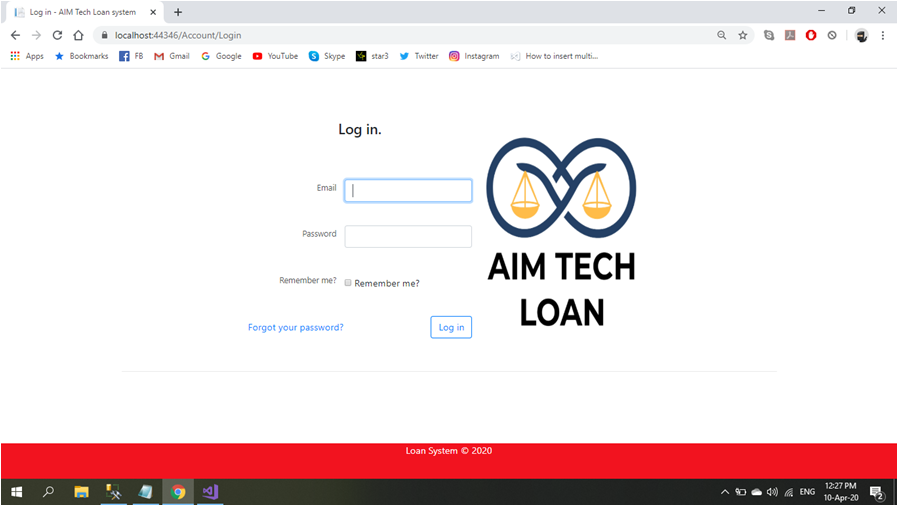 Log in - AIM Tech Loan system
localhost:44346/Account/Login
Apps Bookmarks FB Gmail Google YouTube Skype star3 Twitter Instagram How to insert multi...
Log in.
Email
Password
Remember me? Remember me?
Forgot your password? Log in
AIM TECH
LOAN
Loan System © 2020
ENG 12:27 PM
10-Apr-20 2